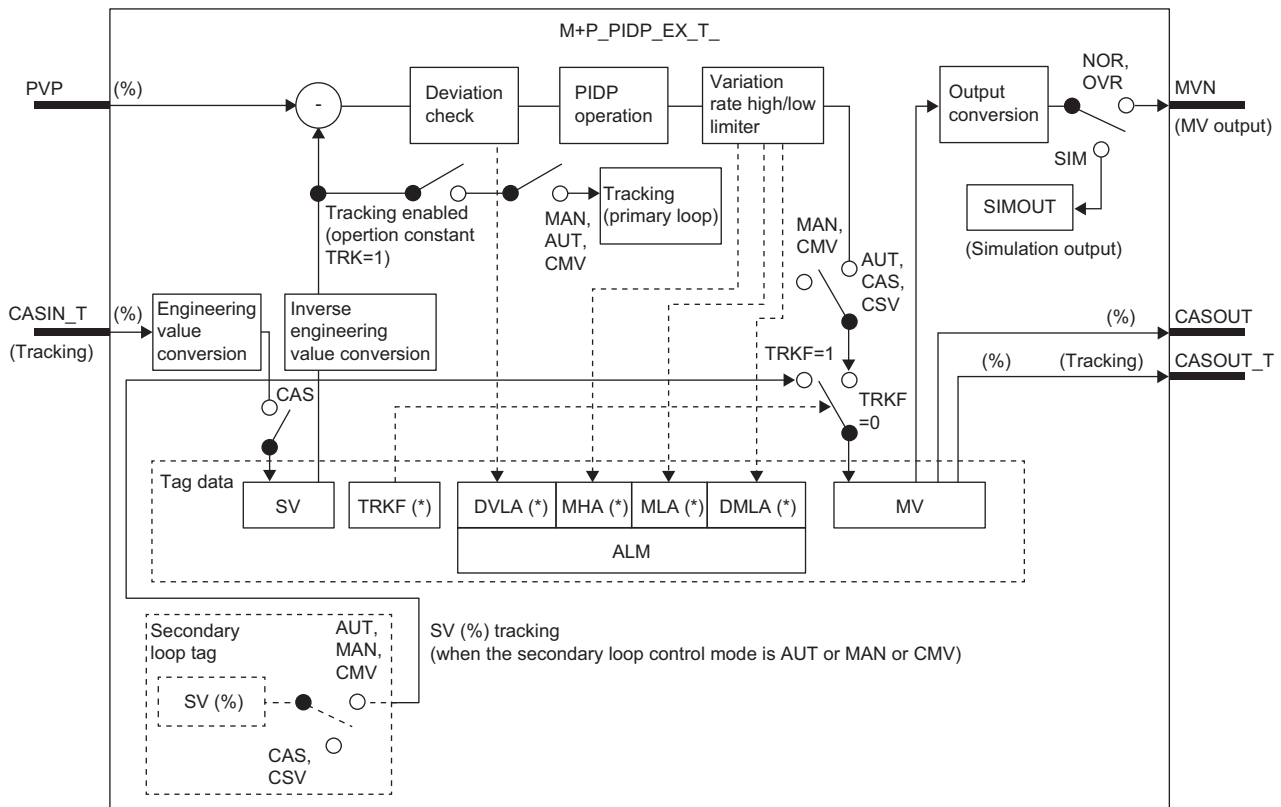 M+P_PIDP_EX_T_
PVP
(%)
-
Deviation
check
PIDP
operation
Variation
rate high/low
limiter
Output
conversion
NOR,
OVR
MVN
(MV output)
SIM
SIMOUT
(Simulation output)
Tracking enabled
(opertion constant
TRK=1)
MAN,
AUT,
CMV
Tracking
(primary loop)
MAN,
CMV
AUT,
CAS,
CSV
CASIN_T
(%)
(Tracking)
Engineering
value
conversion
Inverse
engineering
value conversion
CAS
TRKF=1
TRKF
=0
(%)
CASOUT
(%)
(Tracking)
CASOUT_T
Tag data
SV
TRKF (*)
DVLA (*)
MHA (*)
MLA (*)
DMLA (*)
ALM
MV
Secondary
loop tag
AUT,
MAN,
CMV
SV (%)
CAS,
CSV
SV (%) tracking
(when the secondary loop control mode is AUT or MAN or CMV)